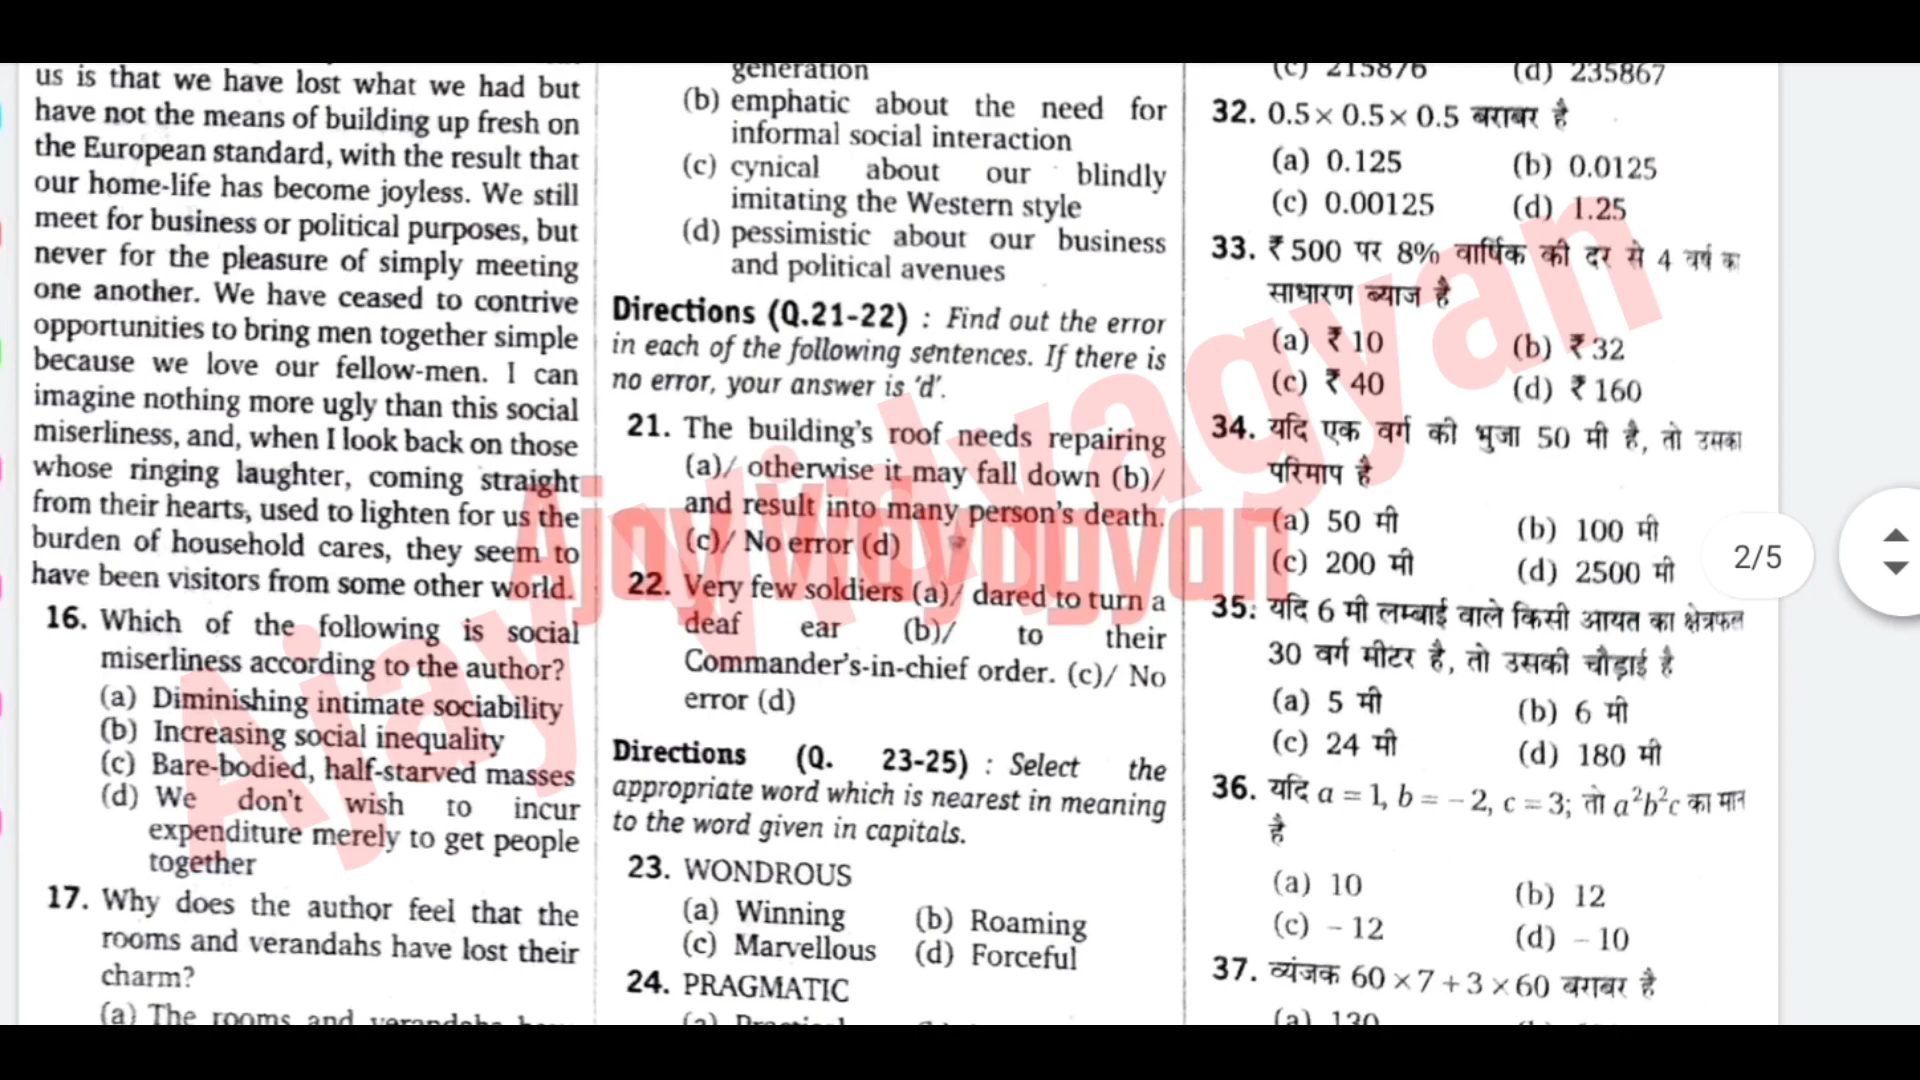 us is that we have lost what we had but
have not the means of building up fresh on
the European standard, with the result that
our home-life has become joyless. We still
meet for business or political purposes, but
never for the pleasure of simply meeting
one another. We have ceased to contrive
opportunities to bring men together simple
because we love our fellow-men. I can
imagine nothing more ugly than this social
miserliness, and, when I look back on those
whose ringing laughter, coming straight
from their hearts, used to lighten for us the
burden of household cares, they seem to
have been visitors from some other world.
16. Which of the following is social
miserliness according to the author?
(a) Diminishing intimate sociability
(b) Increasing social inequality
(c) Bare-bodied, half-starved masses
(d) We don't wish to incur
expenditure merely to get people
together
17. Why does the author feel that the
rooms and verandahs have lost their
charm?
(a) The rooms and verandahs
generation
(b) emphatic about the need for
informal social interaction
(c) cynical about our blindly
imitating the Western style
(d) pessimistic about our business
and political avenues
Directions (Q.21-22) : Find out the error
in each of the following sentences. If there is
no error, your answer is 'd'.
21. The building's roof needs repairing
(a)/ otherwise it may fall down (b)/
and result into many person's death.
(c)/ No error (d)
22. Very few soldiers (a)/ dared to turn a
deaf ear (b)/ to their
Commander's-in-chief order. (c)/ No
error (d)
Directions (Q. 23-25) : Select the
appropriate word which is nearest in meaning
to the word given in capitals.
23. WONDROUS
(a) Winning (b) Roaming
(c) Marvellous (d) Forceful
24. PRAGMATIC
(a) Practical
(c) 215876 (d) 235867
32. 0.5 × 0.5 × 0.5 बराबर है
(a) 0.125 (b) 0.0125
(c) 0.00125 (d) 1.25
33. ₹ 500 पर 8% वार्षिक की दर से 4 वर्ष का
साधारण ब्याज है
(a) ₹ 10 (b) ₹ 32
(c) ₹ 40 (d) ₹ 160
34. यदि एक वर्ग की भुजा 50 मी है, तो उसका
परिमाप है
(a) 50 मी (b) 100 मी
(c) 200 मी (d) 2500 मी
35. यदि 6 मी लम्बाई वाले किसी आयत का क्षेत्रफल
30 वर्ग मीटर है, तो उसकी चौड़ाई है
(a) 5 मी (b) 6 मी
(c) 24 मी (d) 180 मी
36. यदि a = 1, b = – 2, c = 3; तो a²b²c का मान
है
(a) 10 (b) 12
(c) – 12 (d) – 10
37. व्यंजक 60 × 7 + 3 × 60 बराबर है
(a) 130
2/5
Ajay Vidyagyan
Ajay Vidyagyan